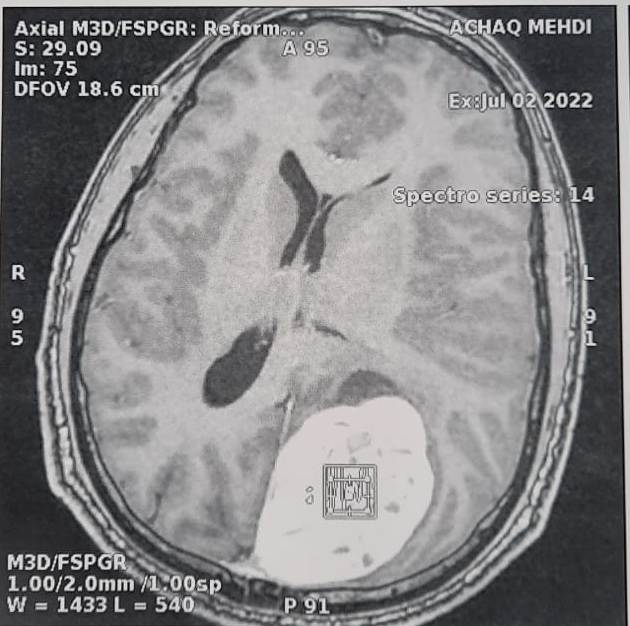 Axial M3D/FSPGR: Reform...
S: 29.09
Im: 75
DFOV 18.6 cm
A 95
ACHAQ MEHDI
Ex:Jul 02 2022
Spectro series: 14
R
9
5
L
9
1
M3D/FSPGR
1.00/2.0mm /1.00sp
W = 1433 L = 540
P 91